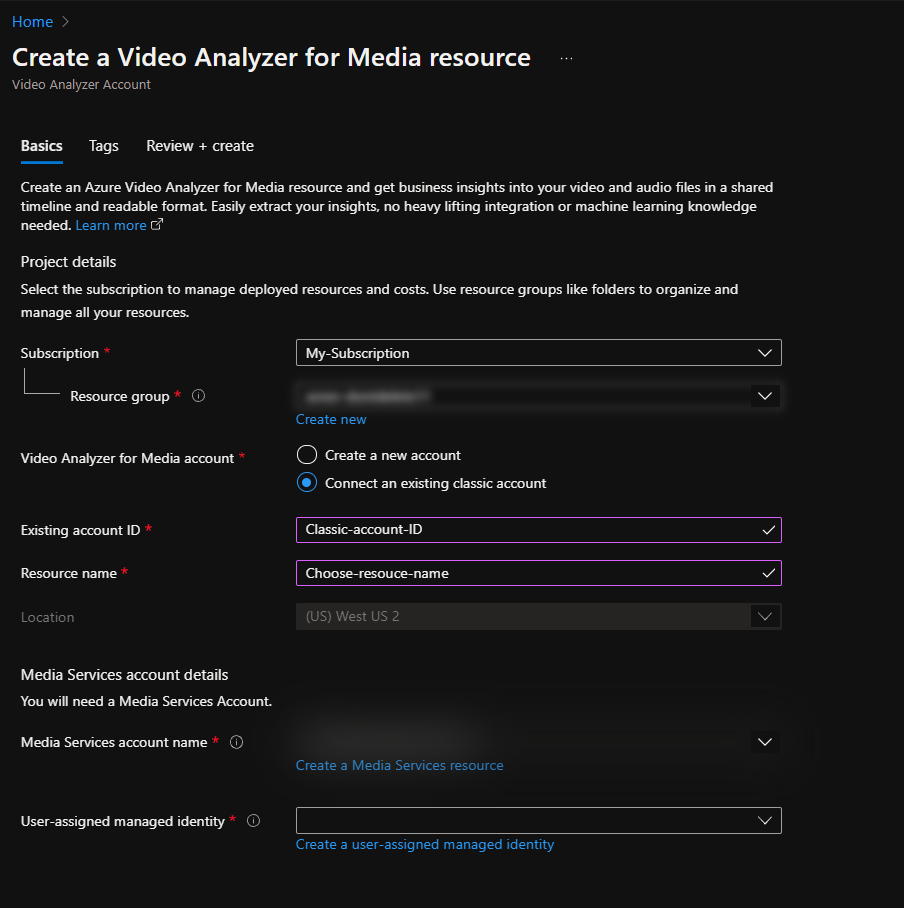 Home
Create a Video Analyzer for Media resource ...
Video Analyzer Account
Basics Tags Review + create
Create an Azure Video Analyzer for Media resource and get business insights into your video and audio files in a shared
timeline and readable format. Easily extract your insights, no heavy lifting integration or machine learning knowledge
needed. Learn more
Project details
Select the subscription to manage deployed resources and costs. Use resource groups like folders to organize and
manage all your resources.
Subscription * My-Subscription
Resource group *
Create new
Video Analyzer for Media account * Create a new account
Connect an existing classic account
Existing account ID * Classic-account-ID
Resource name * Choose-resouce-name
Location (US) West US 2
Media Services account details
You will need a Media Services Account.
Media Services account name *
Create a Media Services resource
User-assigned managed identity *
Create a user-assigned managed identity